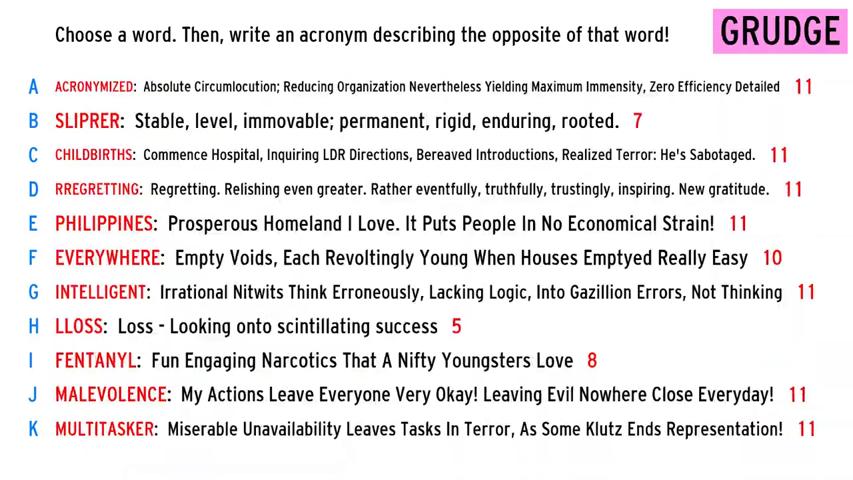 Choose a word. Then, write an acronym describing the opposite of that word! GRUDGE
A ACRONYMIZED: Absolute Circumlocution; Reducing Organization Nevertheless Yielding Maximum Immensity, Zero Efficiency Detailed 11
B SLIPRER: Stable, level, immovable; permanent, rigid, enduring, rooted. 7
C CHILDBIRTHS: Commence Hospital, Inquiring LDR Directions, Bereaved Introductions, Realized Terror: He's Sabotaged. 11
D RREGRETTING: Regretting. Relishing even greater. Rather eventfully, truthfully, trustingly, inspiring. New gratitude. 11
E PHILIPPINES: Prosperous Homeland I Love. It Puts People In No Economical Strain! 11
F EVERYWHERE: Empty Voids, Each Revoltingly Young When Houses Emptyed Really Easy 10
G INTELLIGENT: Irrational Nitwits Think Erroneously, Lacking Logic, Into Gazillion Errors, Not Thinking 11
H LLOSS: Loss - Looking onto scintillating success 5
I FENTANYL: Fun Engaging Narcotics That A Nifty Youngsters Love 8
J MALEVOLENCE: My Actions Leave Everyone Very Okay! Leaving Evil Nowhere Close Everyday! 11
K MULTITASKER: Miserable Unavailability Leaves Tasks In Terror, As Some Klutz Ends Representation! 11